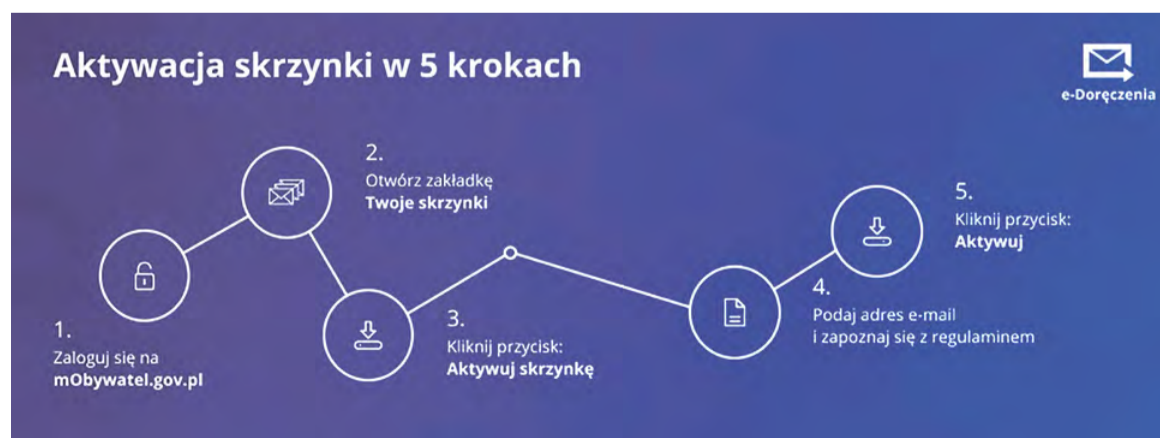 Aktywacja skrzynki w 5 krokach
e-Doręczenia
1.
Zaloguj się na
mObywatel.gov.pl
2.
Otwórz zakładkę
Twoje skrzynki
3.
Kliknij przycisk:
Aktywuj skrzynkę
4.
Podaj adres e-mail
i zapoznaj się z regulaminem
5.
Kliknij przycisk:
Aktywuj